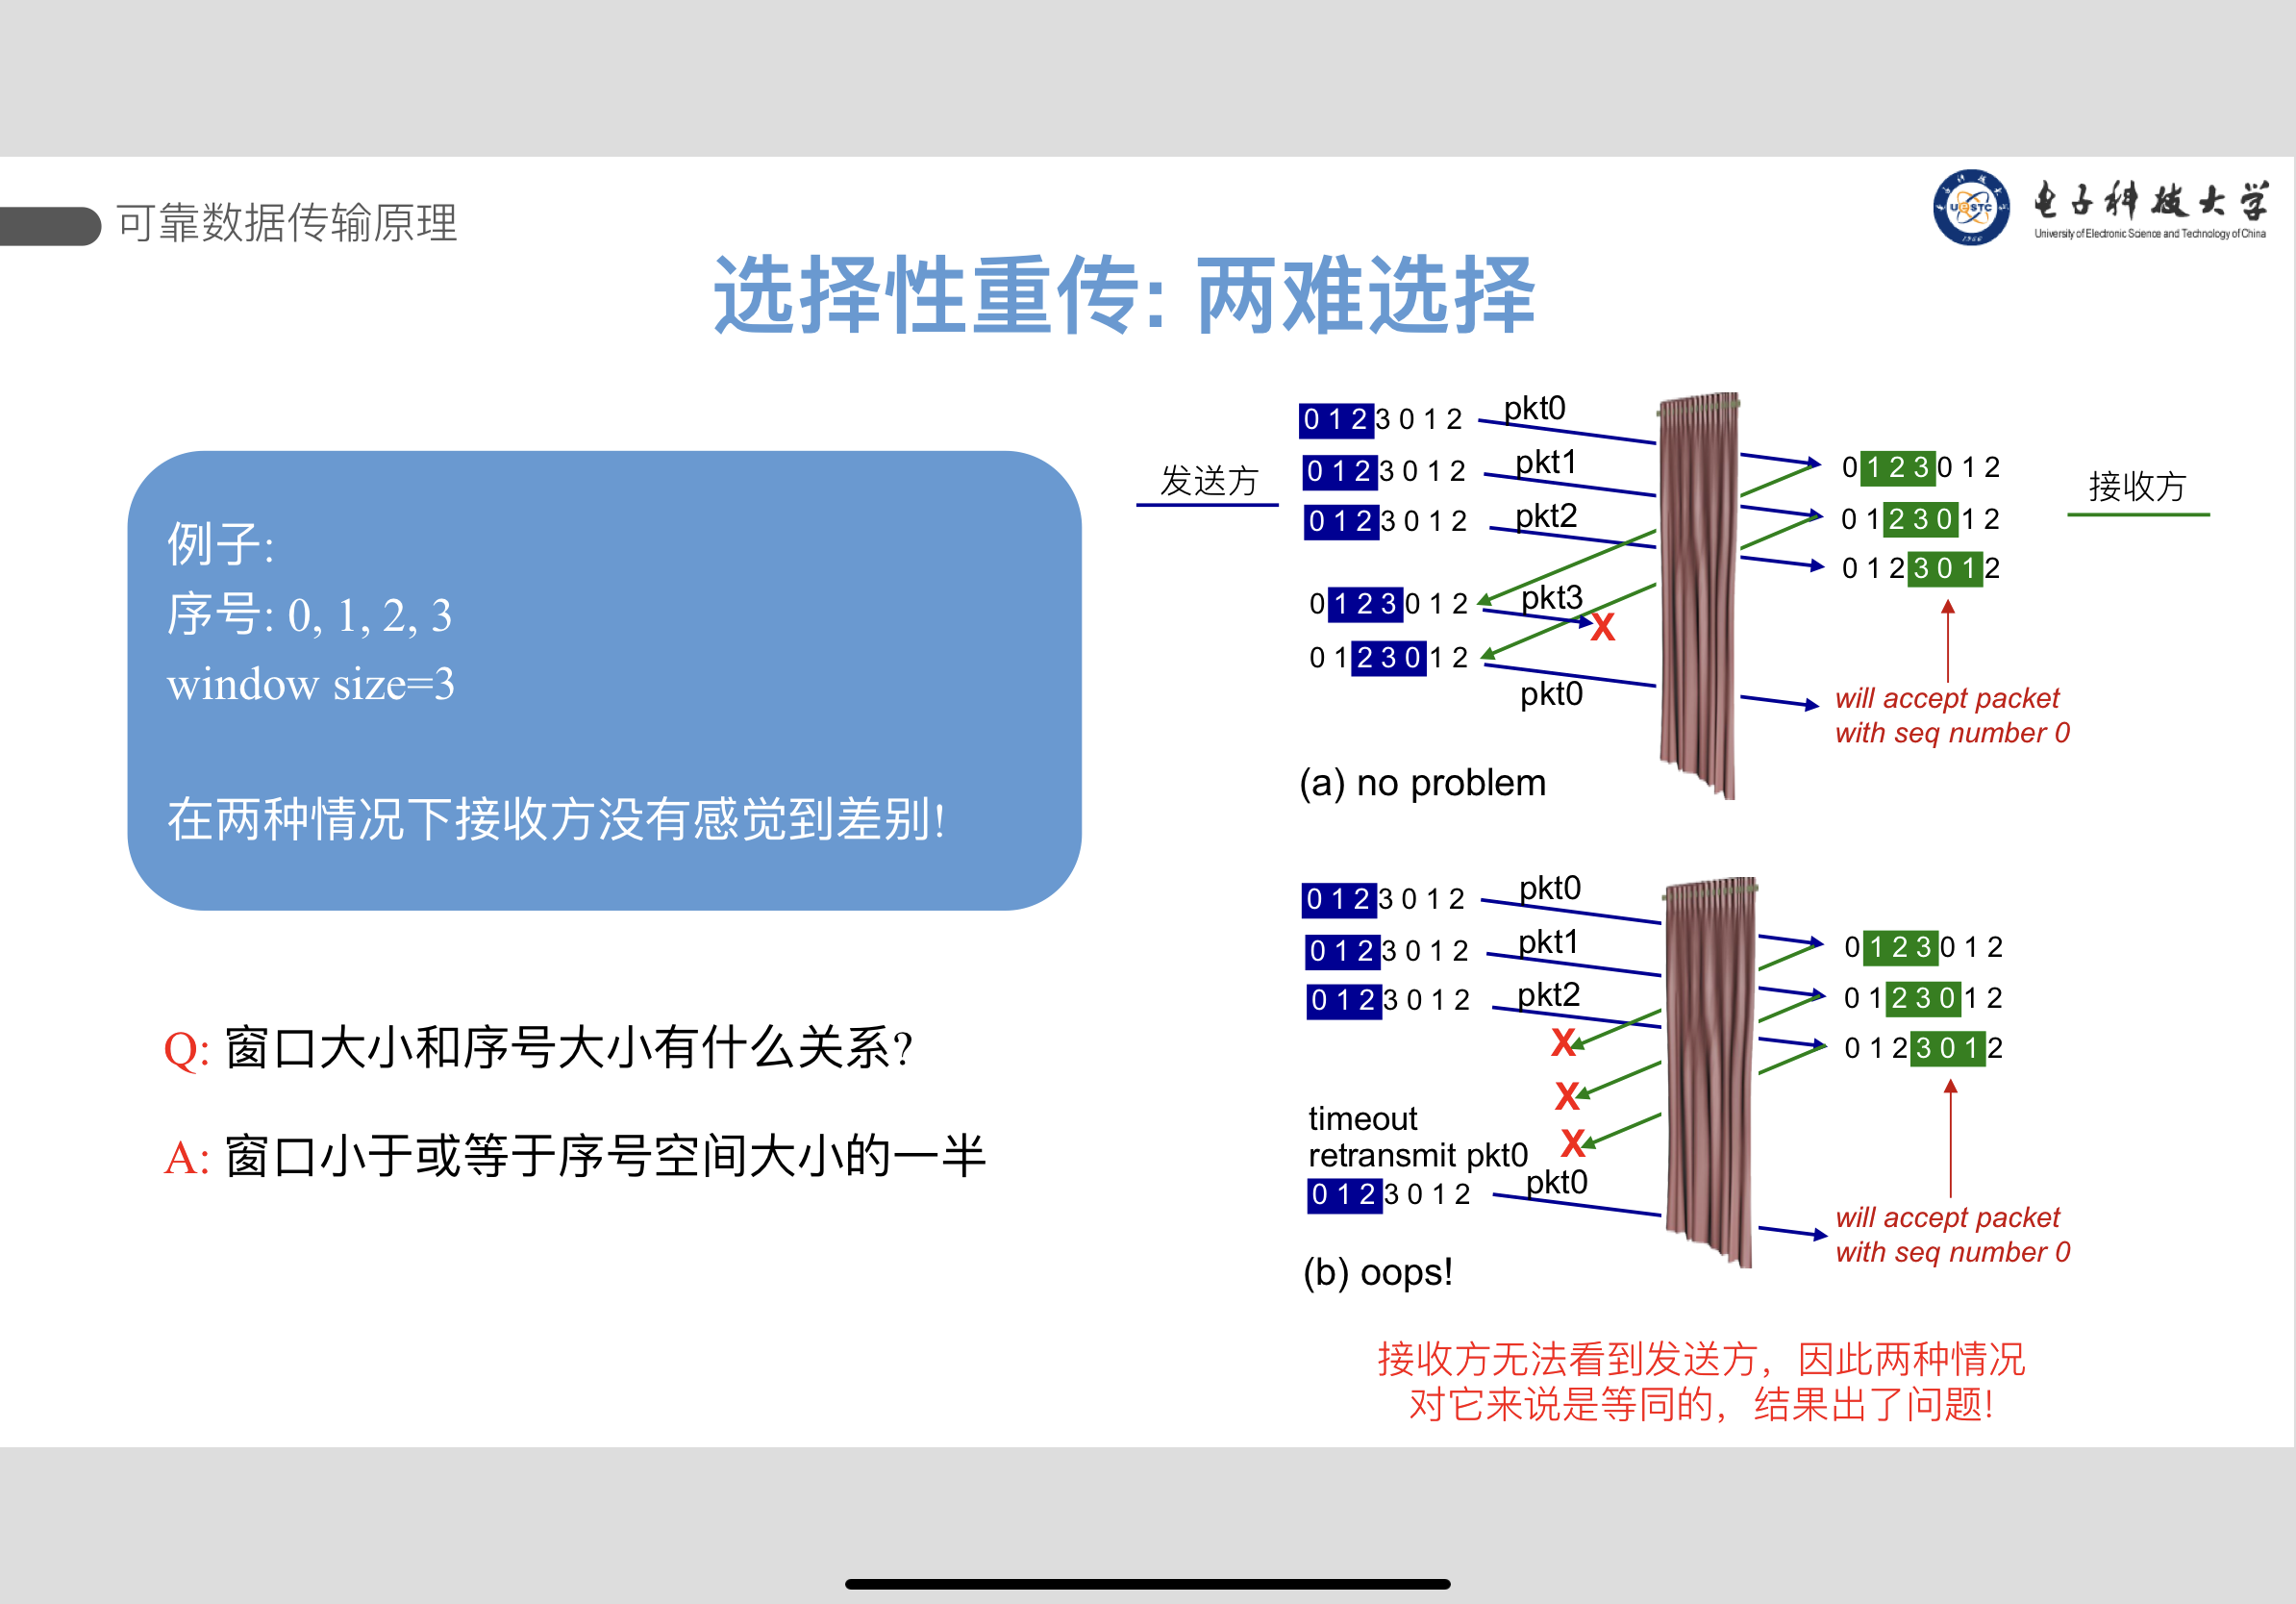 可靠数据传输原理
电子科技大学
University of Electronic Science and Technology of China
选择性重传: 两难选择
例子:
序号: 0, 1, 2, 3
window size=3
在两种情况下接收方没有感觉到差别!
Q: 窗口大小和序号大小有什么关系?
A: 窗口小于或等于序号空间大小的一半
发送方
接收方
0 1 2 3 0 1 2 pkt0
0 1 2 3 0 1 2
0 1 2 3 0 1 2 pkt1
0 1 2 3 0 1 2
0 1 2 3 0 1 2 pkt2
0 1 2 3 0 1 2
0 1 2 3 0 1 2 pkt3
X
0 1 2 3 0 1 2
pkt0
will accept packet
with seq number 0
(a) no problem
0 1 2 3 0 1 2 pkt0
0 1 2 3 0 1 2
0 1 2 3 0 1 2 pkt1
0 1 2 3 0 1 2
0 1 2 3 0 1 2 pkt2
0 1 2 3 0 1 2
X
X
X
timeout
retransmit pkt0
0 1 2 3 0 1 2 pkt0
will accept packet
with seq number 0
(b) oops!
接收方无法看到发送方，因此两种情况
对它来说是等同的，结果出了问题!